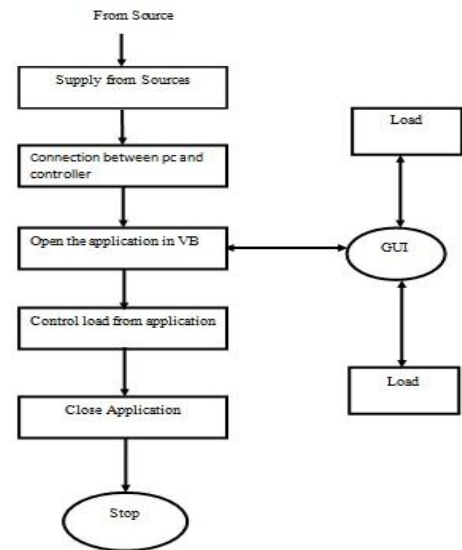 From Source
Supply from Sources
Connection between pc and
controller
Open the application in VB
Control load from application
Close Application
Stop
Load
GUI
Load